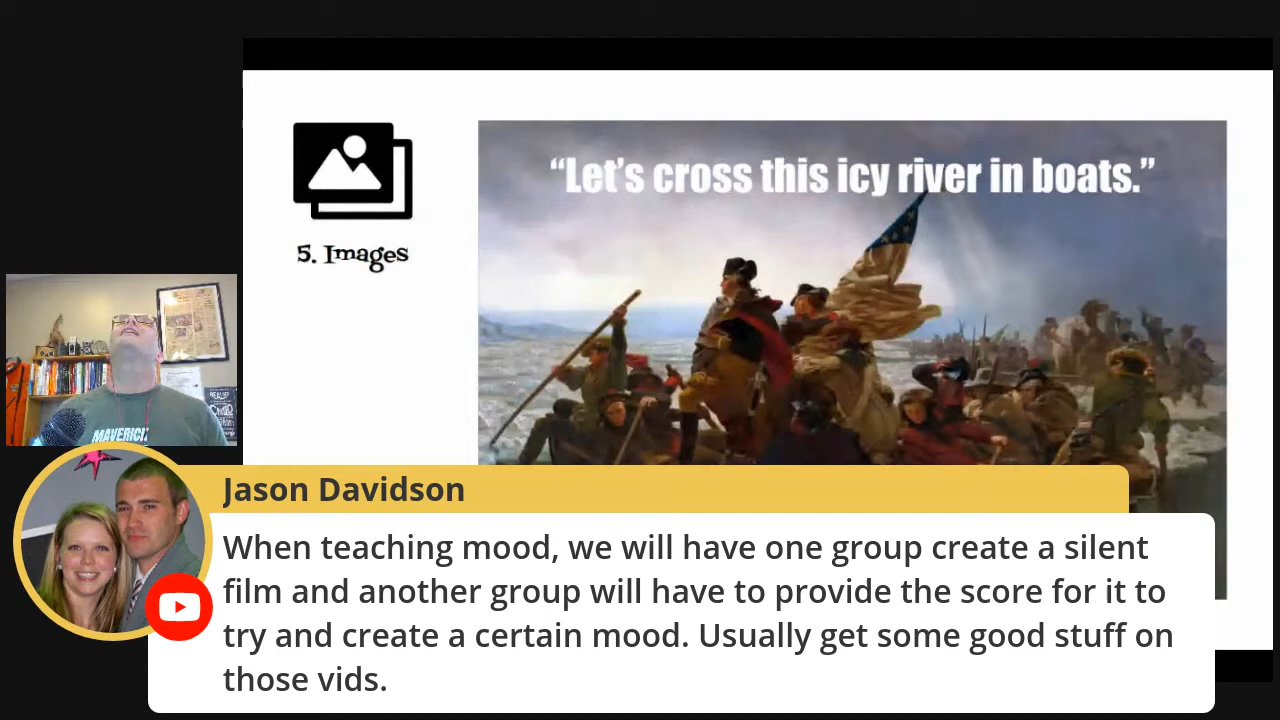 “Let’s cross this icy river in boats.”
5. Images
MAVERICK
Jason Davidson
When teaching mood, we will have one group create a silent
film and another group will have to provide the score for it to
try and create a certain mood. Usually get some good stuff on
those vids.